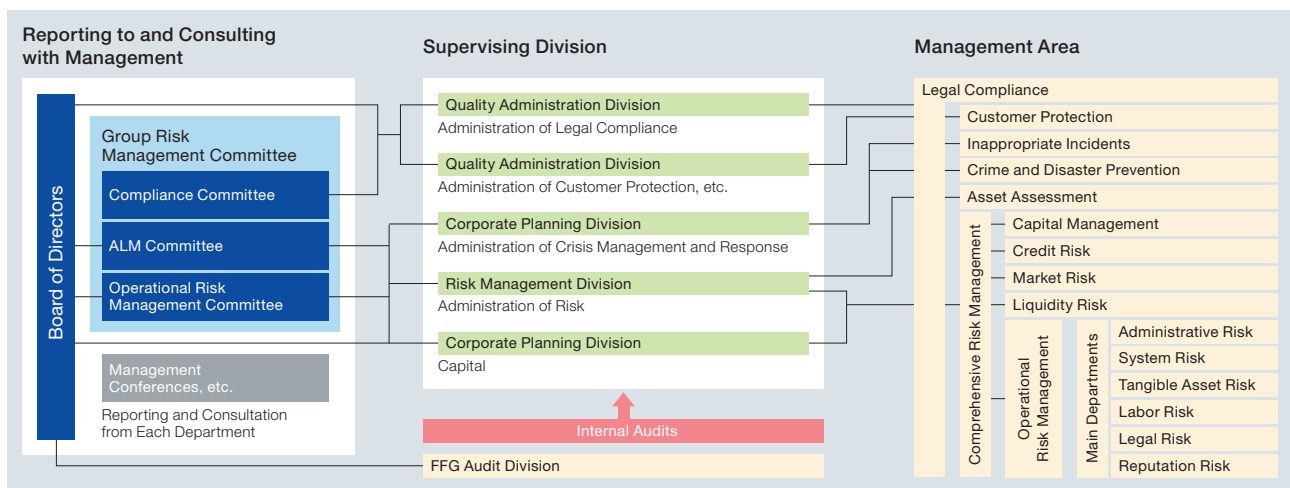 Reporting to and Consulting
with Management
Board of Directors
Group Risk
Management Committee
Compliance Committee
ALM Committee
Operational Risk
Management Committee
Management
Conferences, etc.
Reporting and Consultation
from Each Department
Supervising Division
Quality Administration Division
Administration of Legal Compliance
Quality Administration Division
Administration of Customer Protection, etc.
Corporate Planning Division
Administration of Crisis Management and Response
Risk Management Division
Administration of Risk
Corporate Planning Division
Capital
Internal Audits
FFG Audit Division
Management Area
Legal Compliance
Customer Protection
Inappropriate Incidents
Crime and Disaster Prevention
Asset Assessment
Comprehensive Risk Management
Capital Management
Credit Risk
Market Risk
Liquidity Risk
Operational
Risk Management
Main Departments
Administrative Risk
System Risk
Tangible Asset Risk
Labor Risk
Legal Risk
Reputation Risk